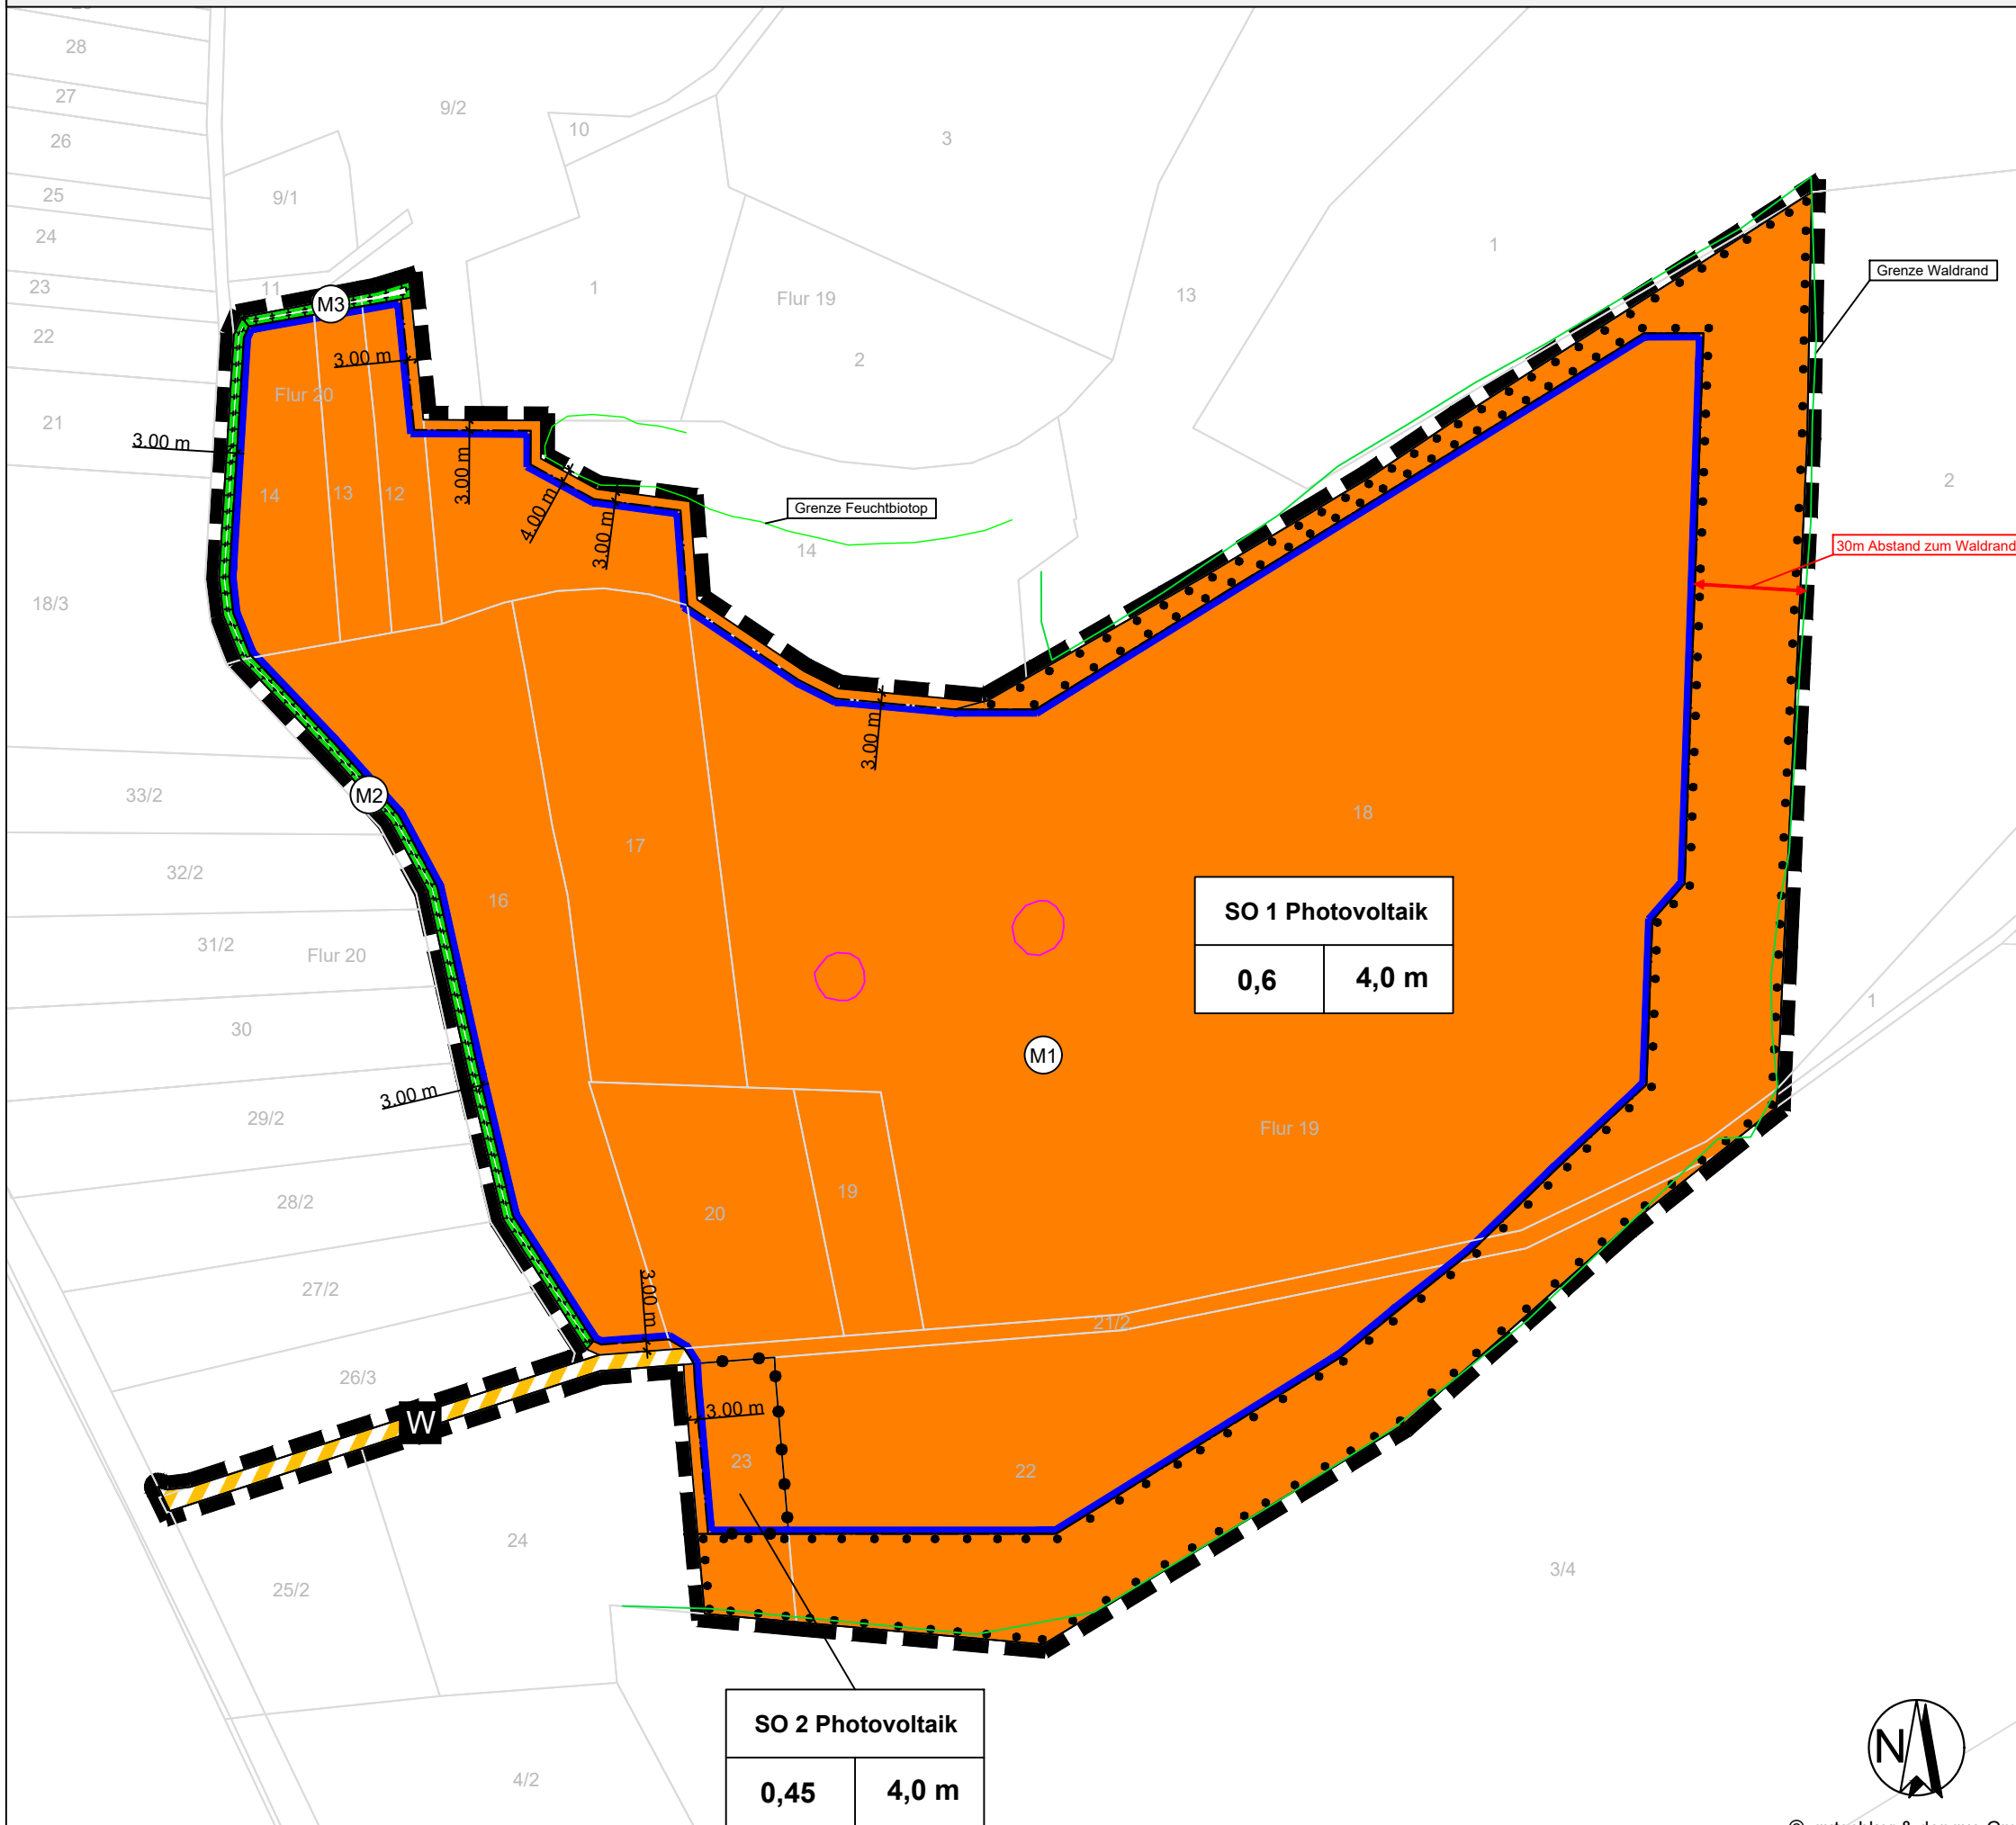 28
27
26
25
24
23
22
21
18/3
9/2
9/1
10
3
11
1
Flur 19
2
13
1
Grenze Waldrand
M3
3.00 m
Flur 20
3.00 m
14
13
12
3.00 m
4.00 m
3.00 m
Grenze Feuchtbiotop
14
2
30m Abstand zum Waldrand
3.00 m
33/2
M2
32/2
31/2
Flur 20
30
29/2
28/2
27/2
26/3
16
17
18
SO 1 Photovoltaik
0,6 4,0 m
M1
1
3.00 m
Flur 19
19
20
3.00 m
21/2
W
3.00 m
23
22
24
25/2
3/4
SO 2 Photovoltaik
0,45 4,0 m
4/2
N